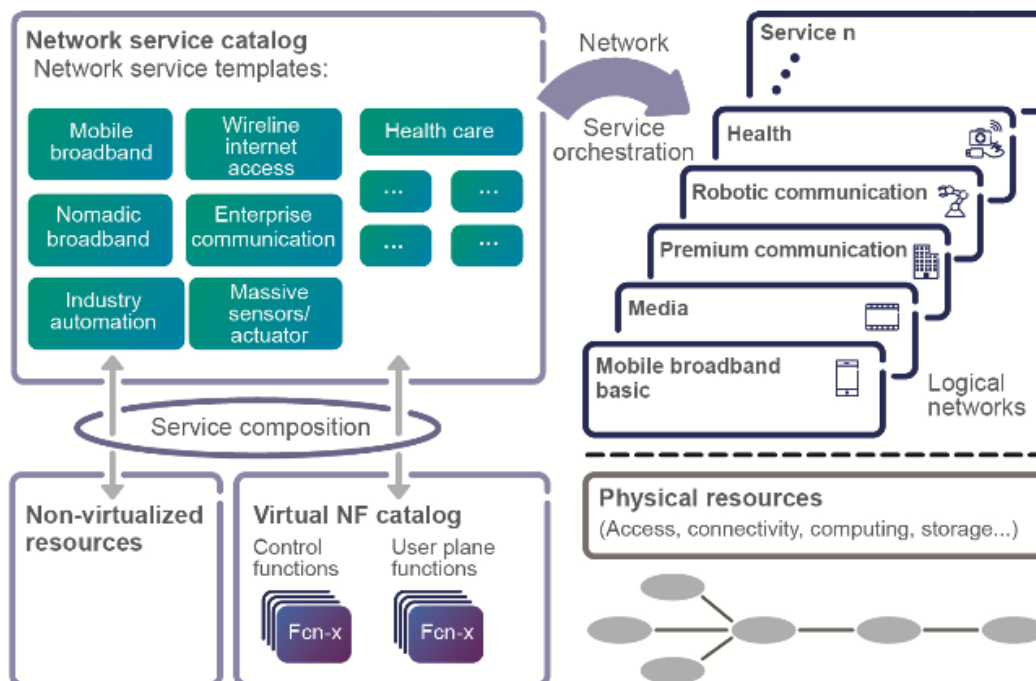 Network service catalog
Network service templates:
Mobile
broadband
Wireline
internet
access
Health care
...
...
Nomadic
broadband
Enterprise
communication
...
...
Industry
automation
Massive
sensors/
actuator
Service composition
Non-virtualized
resources
Virtual NF catalog
Control
functions
User plane
functions
Fcn-x
Fcn-x
Network
Service
orchestration
Service n
Health
Robotic communication
Premium communication
Media
Mobile broadband
basic
Logical
networks
Physical resources
(Access, connectivity, computing, storage...)